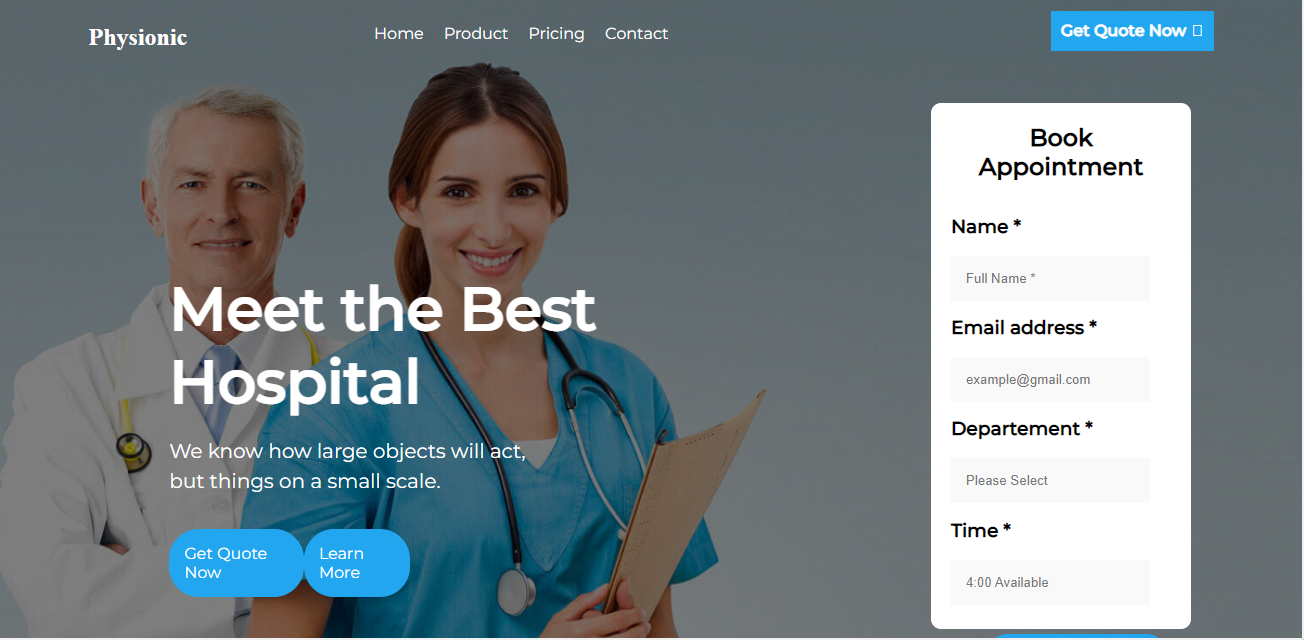 Physionic
Home Product Pricing Contact
Get Quote Now
Meet the Best
Hospital
We know how large objects will act,
but things on a small scale.
Get Quote
Now
Learn
More
Book
Appointment
Name *
Full Name *
Email address *
example@gmail.com
Departement *
Please Select
Time *
4:00 Available